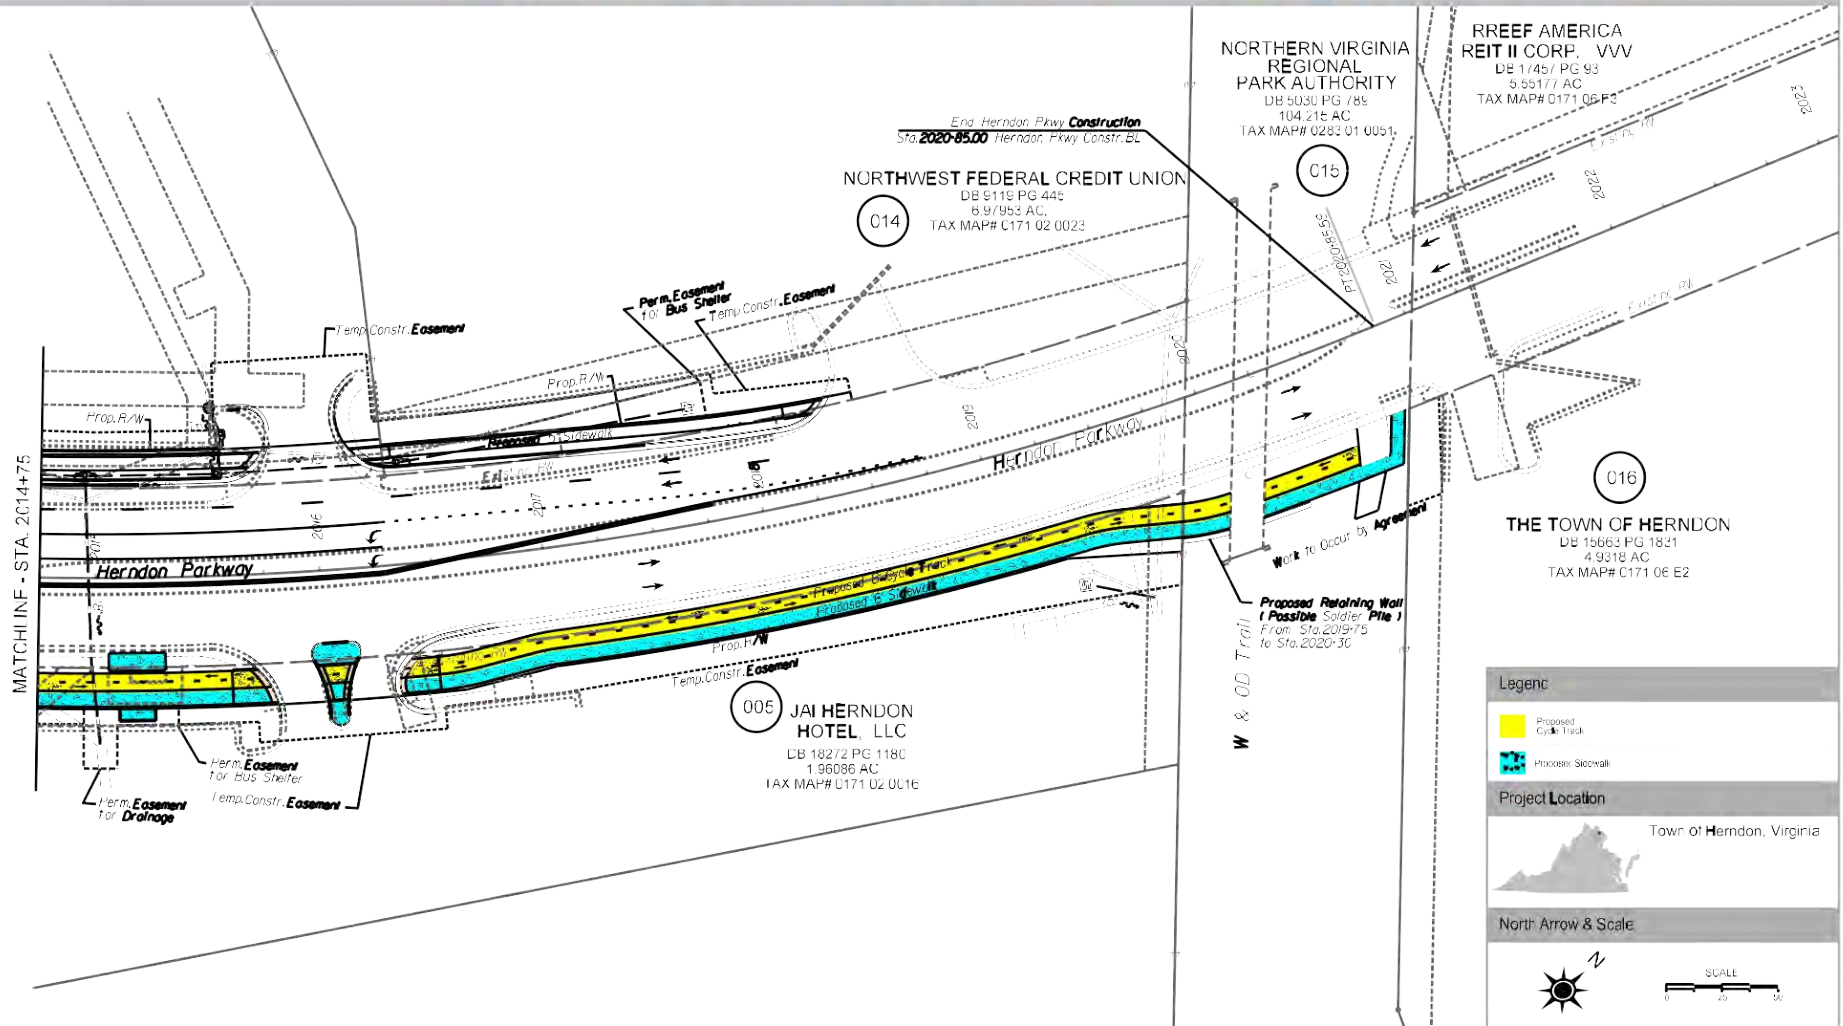 RREEF AMERICA
REIT II CORP. VVV
DB 17457 PG 93
5.55177 AC
TAX MAP# 0171 06 F3
NORTHERN VIRGINIA
REGIONAL
PARK AUTHORITY
DB 5030 PG 789
104.215 AC
TAX MAP# 0283 01 0051
015
2023
Existing RW
2022
End Herndon Pkwy Construction
Sta.2020+85.00 Herndon Pkwy Constr.BL
NORTHWEST FEDERAL CREDIT UNION
DB 9119 PG 445
6.97953 AC.
TAX MAP# 0171 02 0023
014
2021
Existing RW
Perm.Easement
for Bus Shelter
Temp.Constr.Easement
Temp.Constr.Easement
2020
Prop.R/W
Prop.R/W
2019
Proposed 5' Sidewalk
Existing RW
Herndon Parkway
2018
2017
2016
2015
MATCHLINE - STA. 2014+75
Herndon Parkway
016
THE TOWN OF HERNDON
DB 15663 PG 1831
4.9318 AC
TAX MAP# 0171 06 E2
Work to Occur by Agreement
Proposed 8' Cycle Track
Proposed 6' Sidewalk
Prop.R/W
Temp.Constr.Easement
Proposed Retaining Wall
( Possible Soldier Pile )
From Sta.2019+75
to Sta.2020+30
W & OD Trail
005
JAI HERNDON
HOTEL, LLC
DB 18272 PG 1180
1.96086 AC
TAX MAP# 0171 02 0016
Perm.Easement
for Bus Shelter
Temp.Constr.Easement
Perm.Easement
for Drainage
Legend
Proposed
Cycle Track
Proposed Sidewalk
Project Location
Town of Herndon, Virginia
North Arrow & Scale
N
SCALE
0 25 50